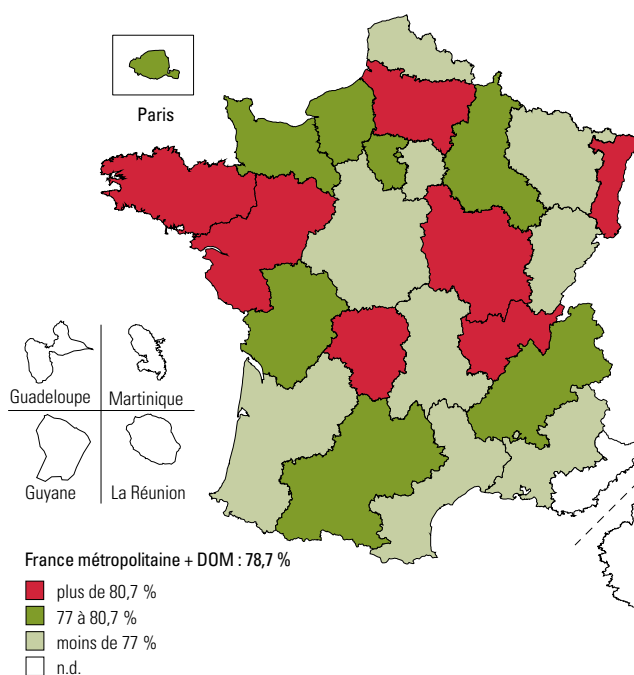 Paris
Guadeloupe
Martinique
Guyane
La Réunion
France métropolitaine + DOM : 78,7 %
plus de 80,7 %
77 à 80,7 %
moins de 77 %
n.d.